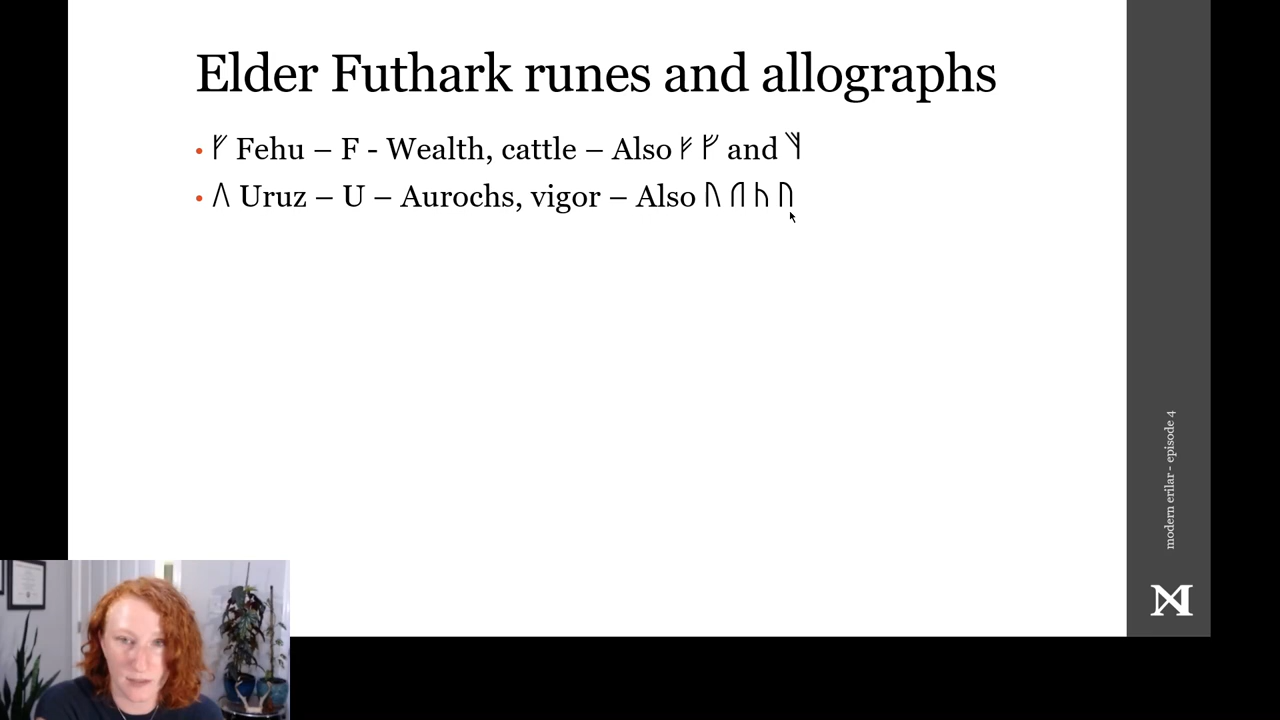 Elder Futhark runes and allographs
• ᚠ Fehu – F - Wealth, cattle – Also ᚠ ᚠ and ᚠ
• ᚢ Uruz – U – Aurochs, vigor – Also ᚢ ᚢ ᚢ ᚢ
modern erilar - episode 4